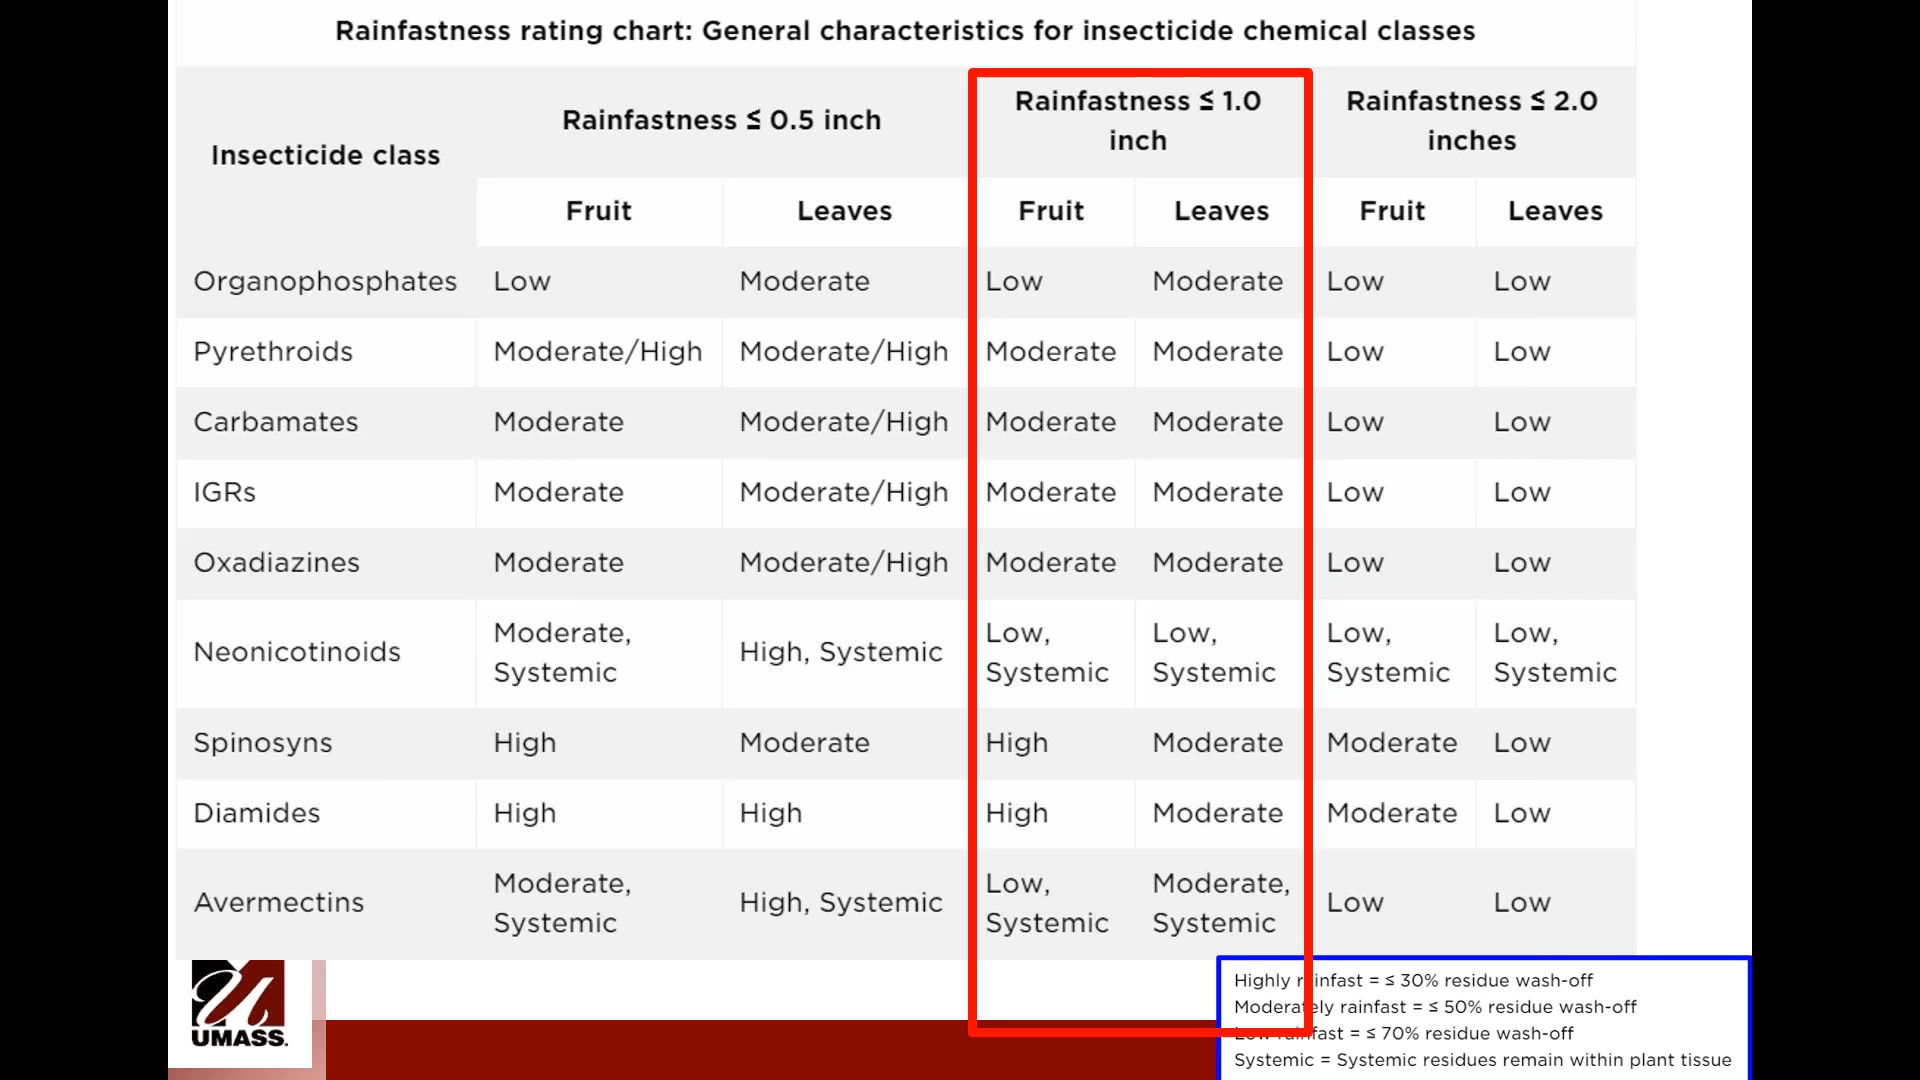 Rainfastness rating chart: General characteristics for insecticide chemical classes
Insecticide class
Rainfastness ≤ 0.5 inch
Rainfastness ≤ 1.0
inch
Rainfastness ≤ 2.0
inches
Fruit Leaves Fruit Leaves Fruit Leaves
Organophosphates Low Moderate Low Moderate Low Low
Pyrethroids Moderate/High Moderate/High Moderate Moderate Low Low
Carbamates Moderate Moderate/High Moderate Moderate Low Low
IGRs Moderate Moderate/High Moderate Moderate Low Low
Oxadiazines Moderate Moderate/High Moderate Moderate Low Low
Neonicotinoids Moderate, Systemic High, Systemic Low, Systemic Low, Systemic Low, Systemic Low, Systemic
Spinosyns High Moderate High Moderate Moderate Low
Diamides High High High Moderate Moderate Low
Avermectins Moderate, Systemic High, Systemic Low, Systemic Moderate, Systemic Low Low
UMASS.
Highly rainfast = ≤ 30% residue wash-off
Moderately rainfast = ≤ 50% residue wash-off
Low rainfast = ≤ 70% residue wash-off
Systemic = Systemic residues remain within plant tissue